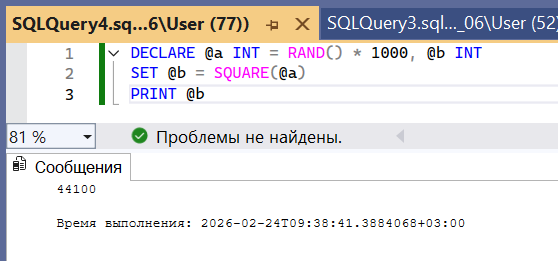 SQLQuery4.sq...6\User (77))
SQLQuery3.sql..._06\User (52)
1 DECLARE @a INT = RAND() * 1000, @b INT
2 SET @b = SQUARE(@a)
3 PRINT @b
81 %
Проблемы не найдены.
Сообщения
44100
Время выполнения: 2026-02-24T09:38:41.3884068+03:00